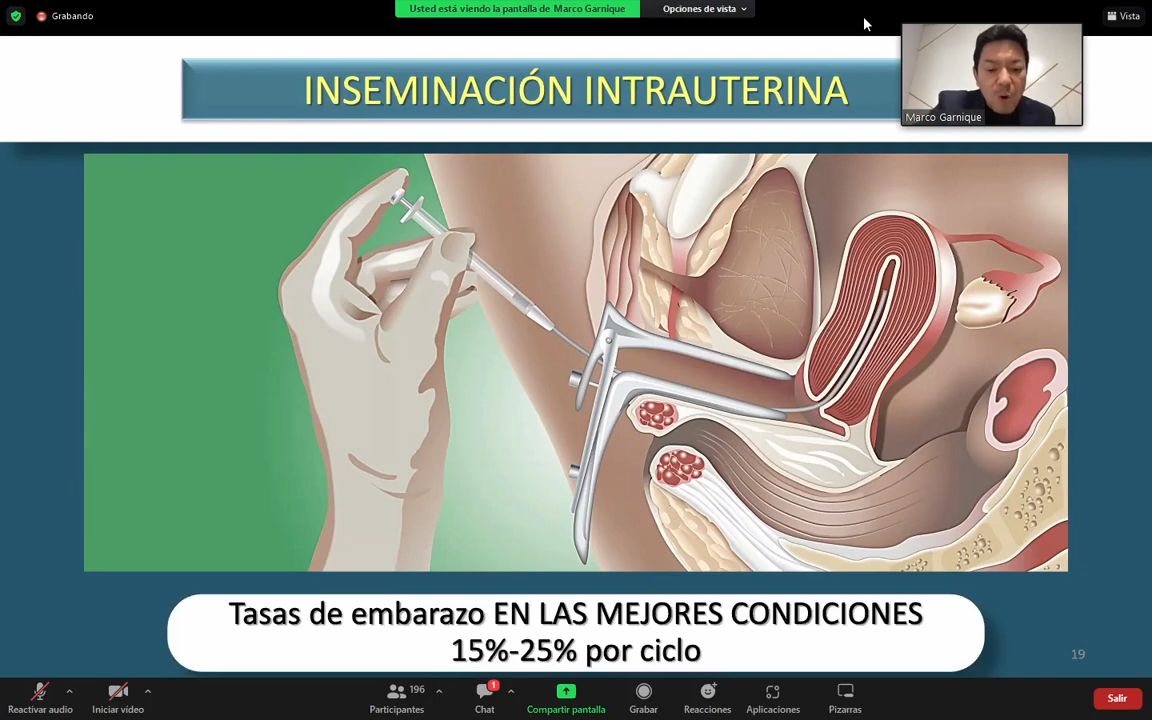 Grabando
Usted está viendo la pantalla de Marco Garnique
Opciones de vista
Vista
INSEMINACIÓN INTRAUTERINA
Marco Garnique
Tasas de embarazo EN LAS MEJORES CONDICIONES
15%-25% por ciclo
19
Reactivar audio
Iniciar vídeo
196
Participantes
1
Chat
Compartir pantalla
Grabar
Reacciones
Aplicaciones
Pizarras
Salir